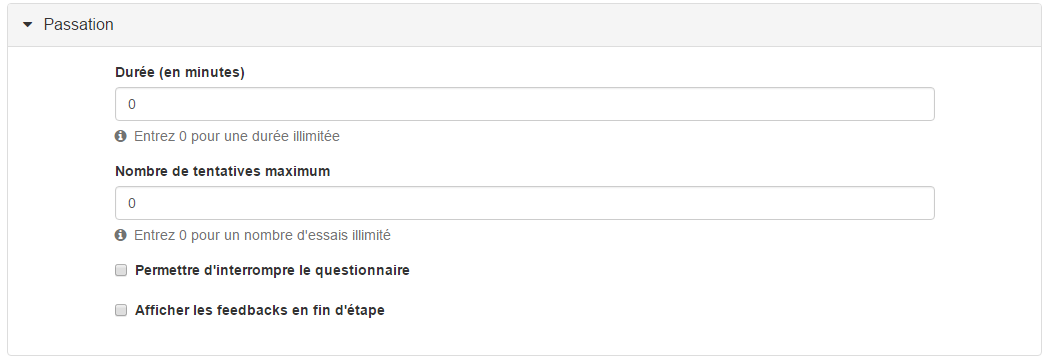 Passation
Durée (en minutes)
0
Entrez 0 pour une durée illimitée
Nombre de tentatives maximum
0
Entrez 0 pour un nombre d'essais illimité
Permettre d'interrompre le questionnaire
Afficher les feedbacks en fin d'étape